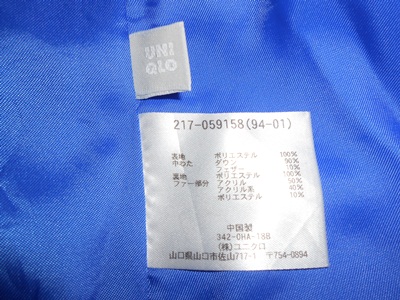 UNI
QLO
217-059158(94-01)
表地 ポリエステル 100%
中わた ダウン 90%
フェザー 10%
裏地 ポリエステル 100%
ファー部分 アクリル 50%
アクリル系 40%
ポリエステル 10%
中国製
342-OHA-18B
(株)ユニクロ
山口県山口市佐山717-1 〒754-0894